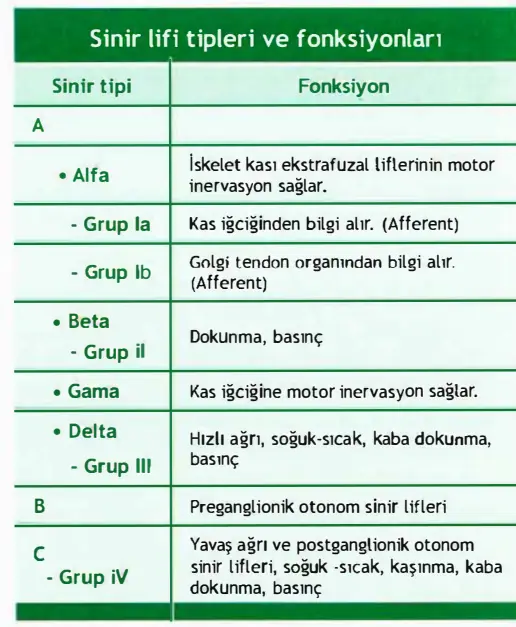 Sinir lifi tipleri ve fonksiyonları
Sinir tipi
Fonksiyon
A
• Alfa
İskelet kası ekstrafuzal liflerinin motor
inervasyon sağlar.
- Grup Ia
Kas iğciğinden bilgi alır. (Afferent)
- Grup Ib
Golgi tendon organından bilgi alır.
(Afferent)
• Beta
- Grup iI
Dokunma, basınç
• Gama
Kas iğciğine motor inervasyon sağlar.
• Delta
- Grup III
Hızlı ağrı, soğuk-sıcak, kaba dokunma,
basınç
B
Preganglionik otonom sinir lifleri
C
- Grup iV
Yavaş ağrı ve postganglionik otonom
sinir lifleri, soğuk -sıcak, kaşınma, kaba
dokunma, basınç